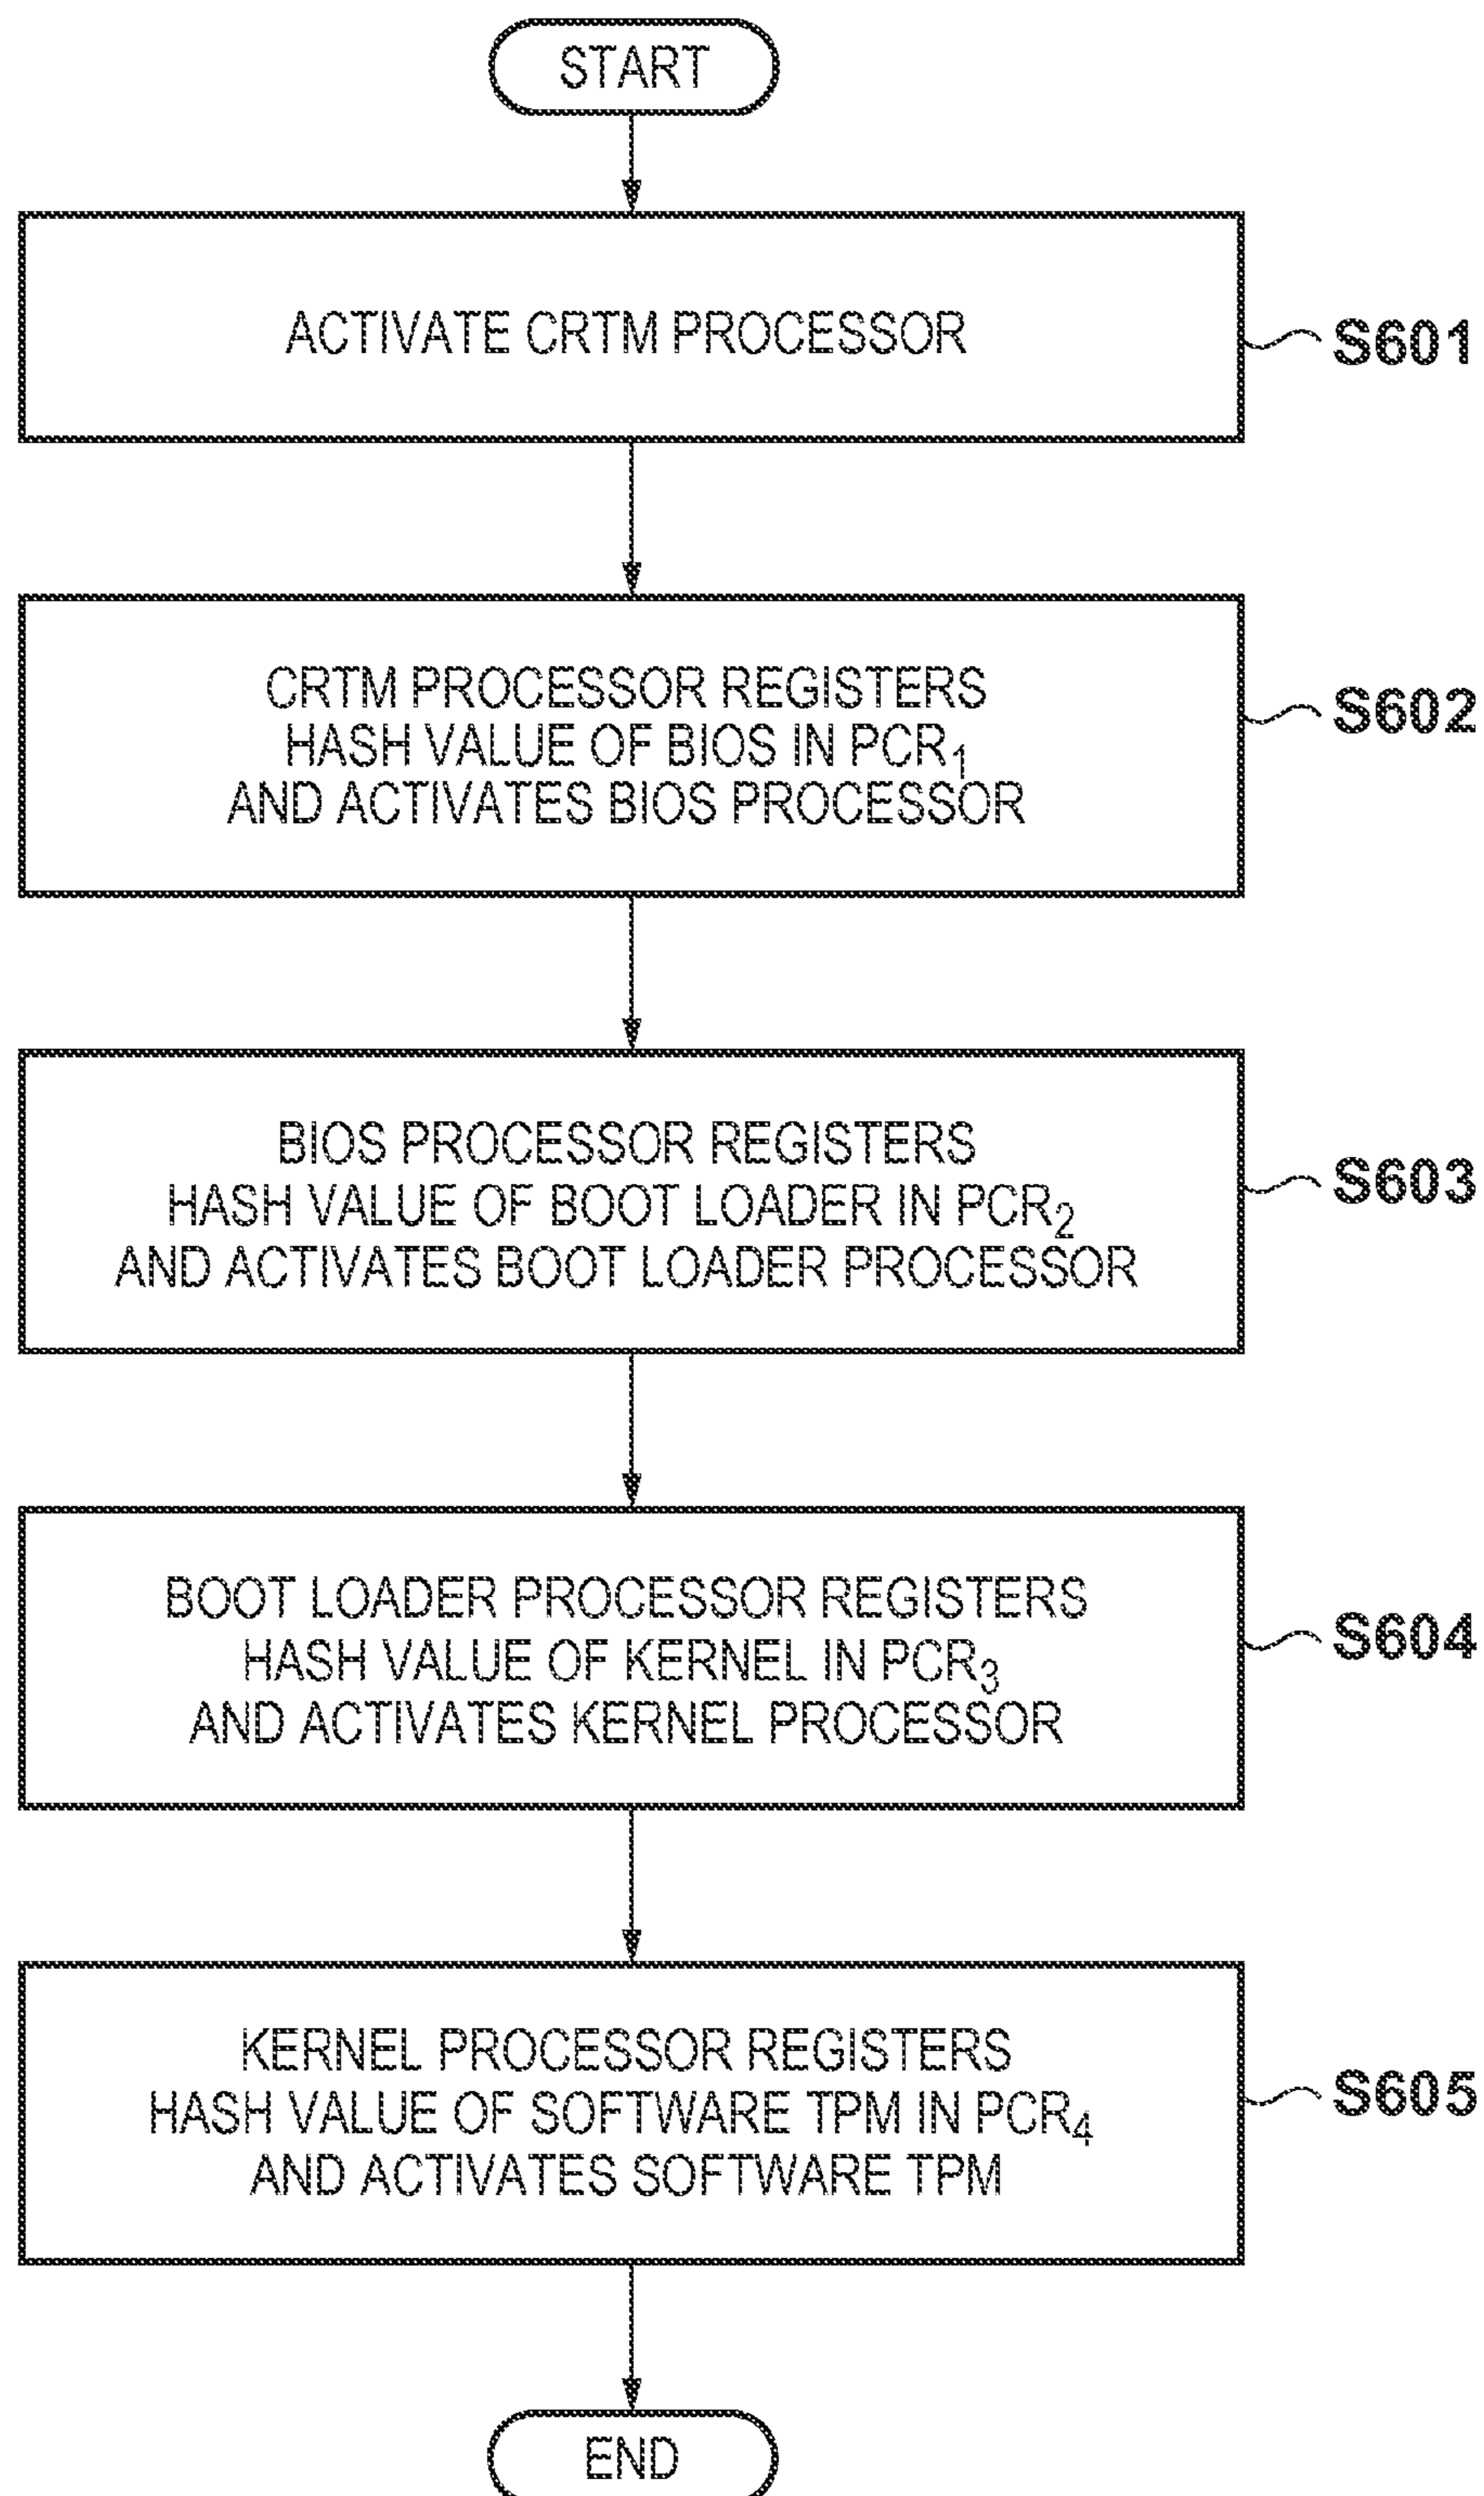 START
ACTIVATE CRTM PROCESSOR
S601
CRTM PROCESSOR REGISTERS
HASH VALUE OF BIOS IN PCR₁
AND ACTIVATES BIOS PROCESSOR
S602
BIOS PROCESSOR REGISTERS
HASH VALUE OF BOOT LOADER IN PCR₂
AND ACTIVATES BOOT LOADER PROCESSOR
S603
BOOT LOADER PROCESSOR REGISTERS
HASH VALUE OF KERNEL IN PCR₃
AND ACTIVATES KERNEL PROCESSOR
S604
KERNEL PROCESSOR REGISTERS
HASH VALUE OF SOFTWARE TPM IN PCR₄
AND ACTIVATES SOFTWARE TPM
S605
END